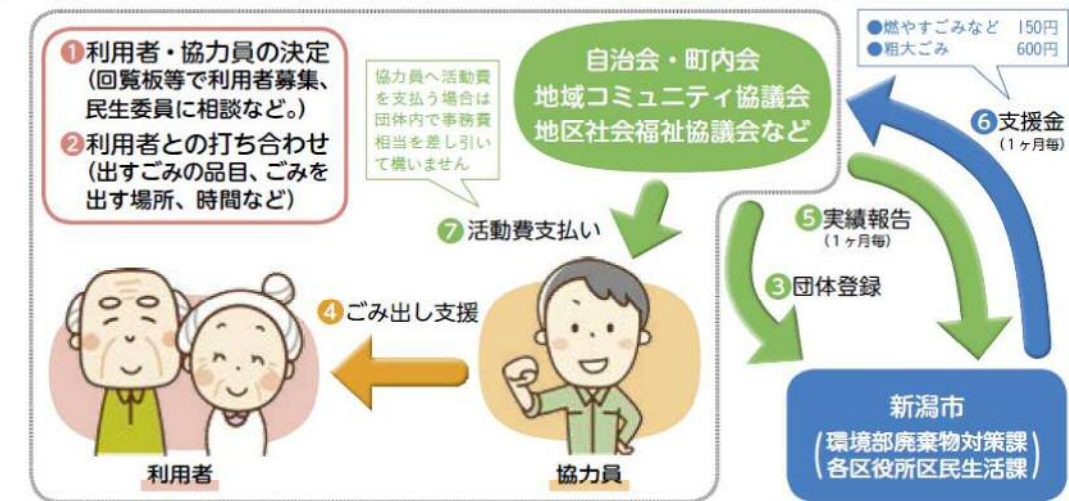 ❶利用者・協力員の決定
(回覧板等で利用者募集、
民生委員に相談など。)
❷利用者との打ち合わせ
(出すごみの品目、ごみを
出す場所、時間など)
協力員へ活動費
を支払う場合は
団体内で事務費
相当を差し引い
て構いません
自治会・町内会
地域コミュニティ協議会
地区社会福祉協議会など
●燃やすごみなど 150円
●粗大ごみ 600円
❻支援金
(1ヶ月毎)
❺実績報告
(1ヶ月毎)
❸団体登録
❼活動費支払い
❹ごみ出し支援
利用者
協力員
新潟市
(環境部廃棄物対策課
各区役所区民生活課)